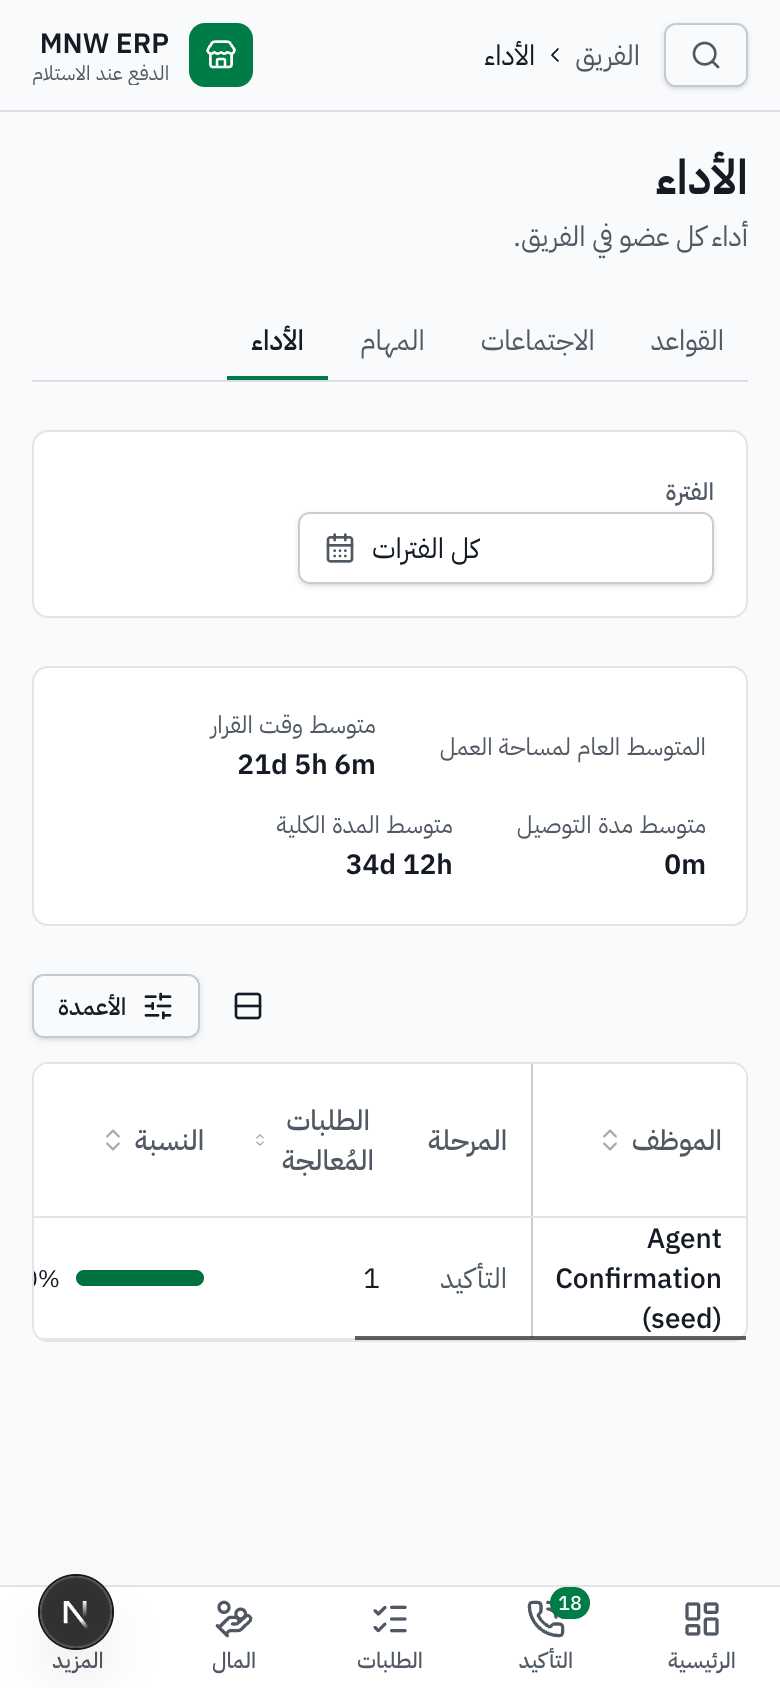 الفريق › الأداء
MNW ERP
الدفع عند الاستلام
الأداء
أداء كل عضو في الفريق.
القواعد
الاجتماعات
المهام
الأداء
الفترة
كل الفترات
المتوسط العام لمساحة العمل
متوسط وقت القرار
21d 5h 6m
متوسط مدة التوصيل
0m
متوسط المدة الكلية
34d 12h
الأعمدة
الموظف
المرحلة
الطلبات
المُعالجة
النسبة
Agent
Confirmation
(seed)
التأكيد
1
%
الرئيسية
18
التأكيد
الطلبات
المال
N
المزيد